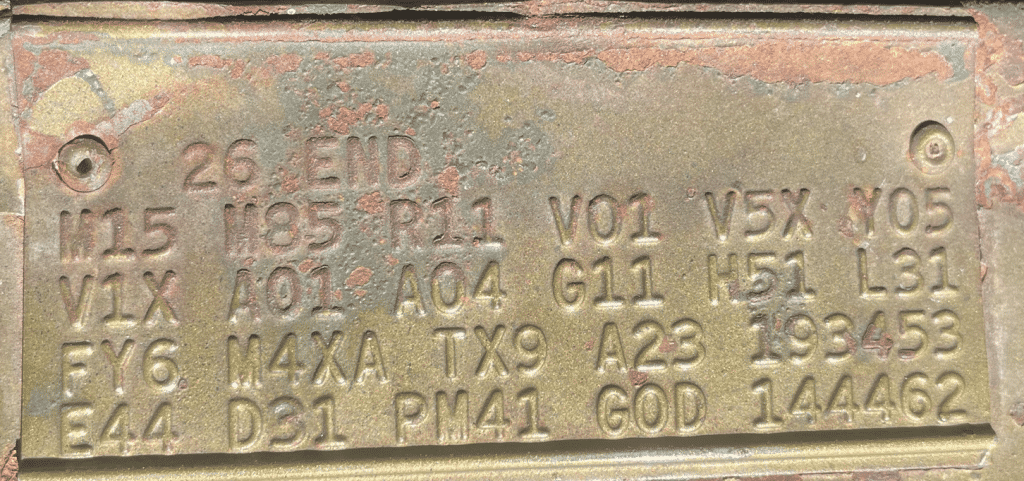 26 END
M15 M85 R11 V01 V5X Y05
V1X A01 A04 G11 H51 L31
FY6 M4XA TX9 A23 193453
E44 D31 PM41 GOD 144462